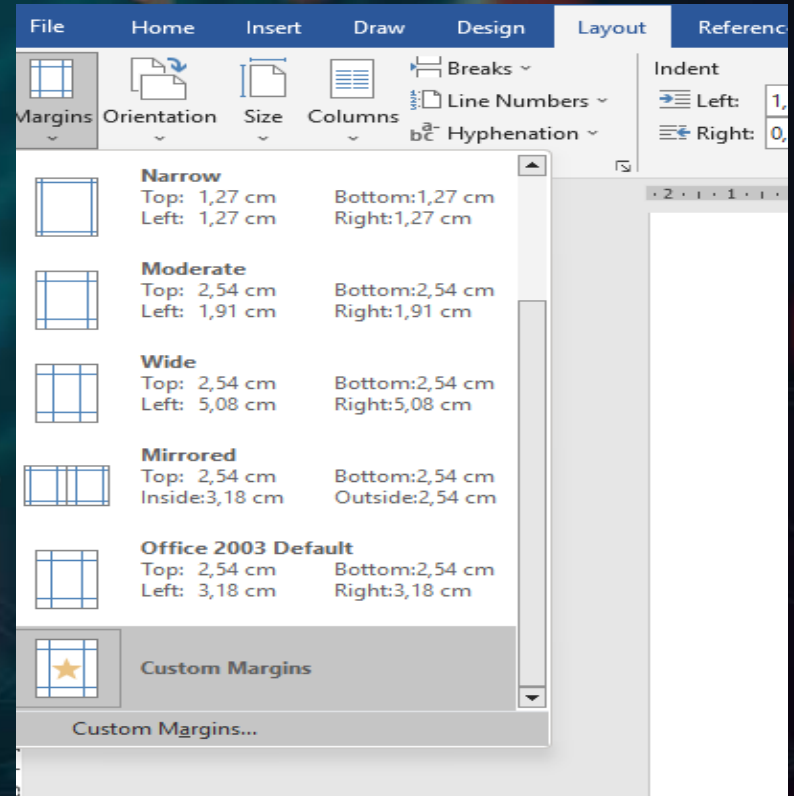 File Home Insert Draw Design Layout Referenc
Breaks
Indent
Line Numbers
Left: 1,
Margins Orientation Size Columns
Hyphenation
Right: 0,
Narrow
Top: 1,27 cm Bottom:1,27 cm
Left: 1,27 cm Right:1,27 cm
2 1 1
Moderate
Top: 2,54 cm Bottom:2,54 cm
Left: 1,91 cm Right:1,91 cm
Wide
Top: 2,54 cm Bottom:2,54 cm
Left: 5,08 cm Right:5,08 cm
Mirrored
Top: 2,54 cm Bottom:2,54 cm
Inside:3,18 cm Outside:2,54 cm
Office 2003 Default
Top: 2,54 cm Bottom:2,54 cm
Left: 3,18 cm Right:3,18 cm
Custom Margins
Custom Margins...